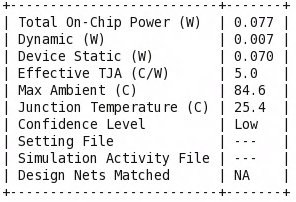 +--------------------------+-------+
| Total On-Chip Power (W)  | 0.077 |
| Dynamic (W)              | 0.007 |
| Device Static (W)        | 0.070 |
| Effective TJA (C/W)      | 5.0   |
| Max Ambient (C)          | 84.6  |
| Junction Temperature (C) | 25.4  |
| Confidence Level         | Low   |
| Setting File             | ---   |
| Simulation Activity File | ---   |
| Design Nets Matched      | NA    |
+--------------------------+-------+